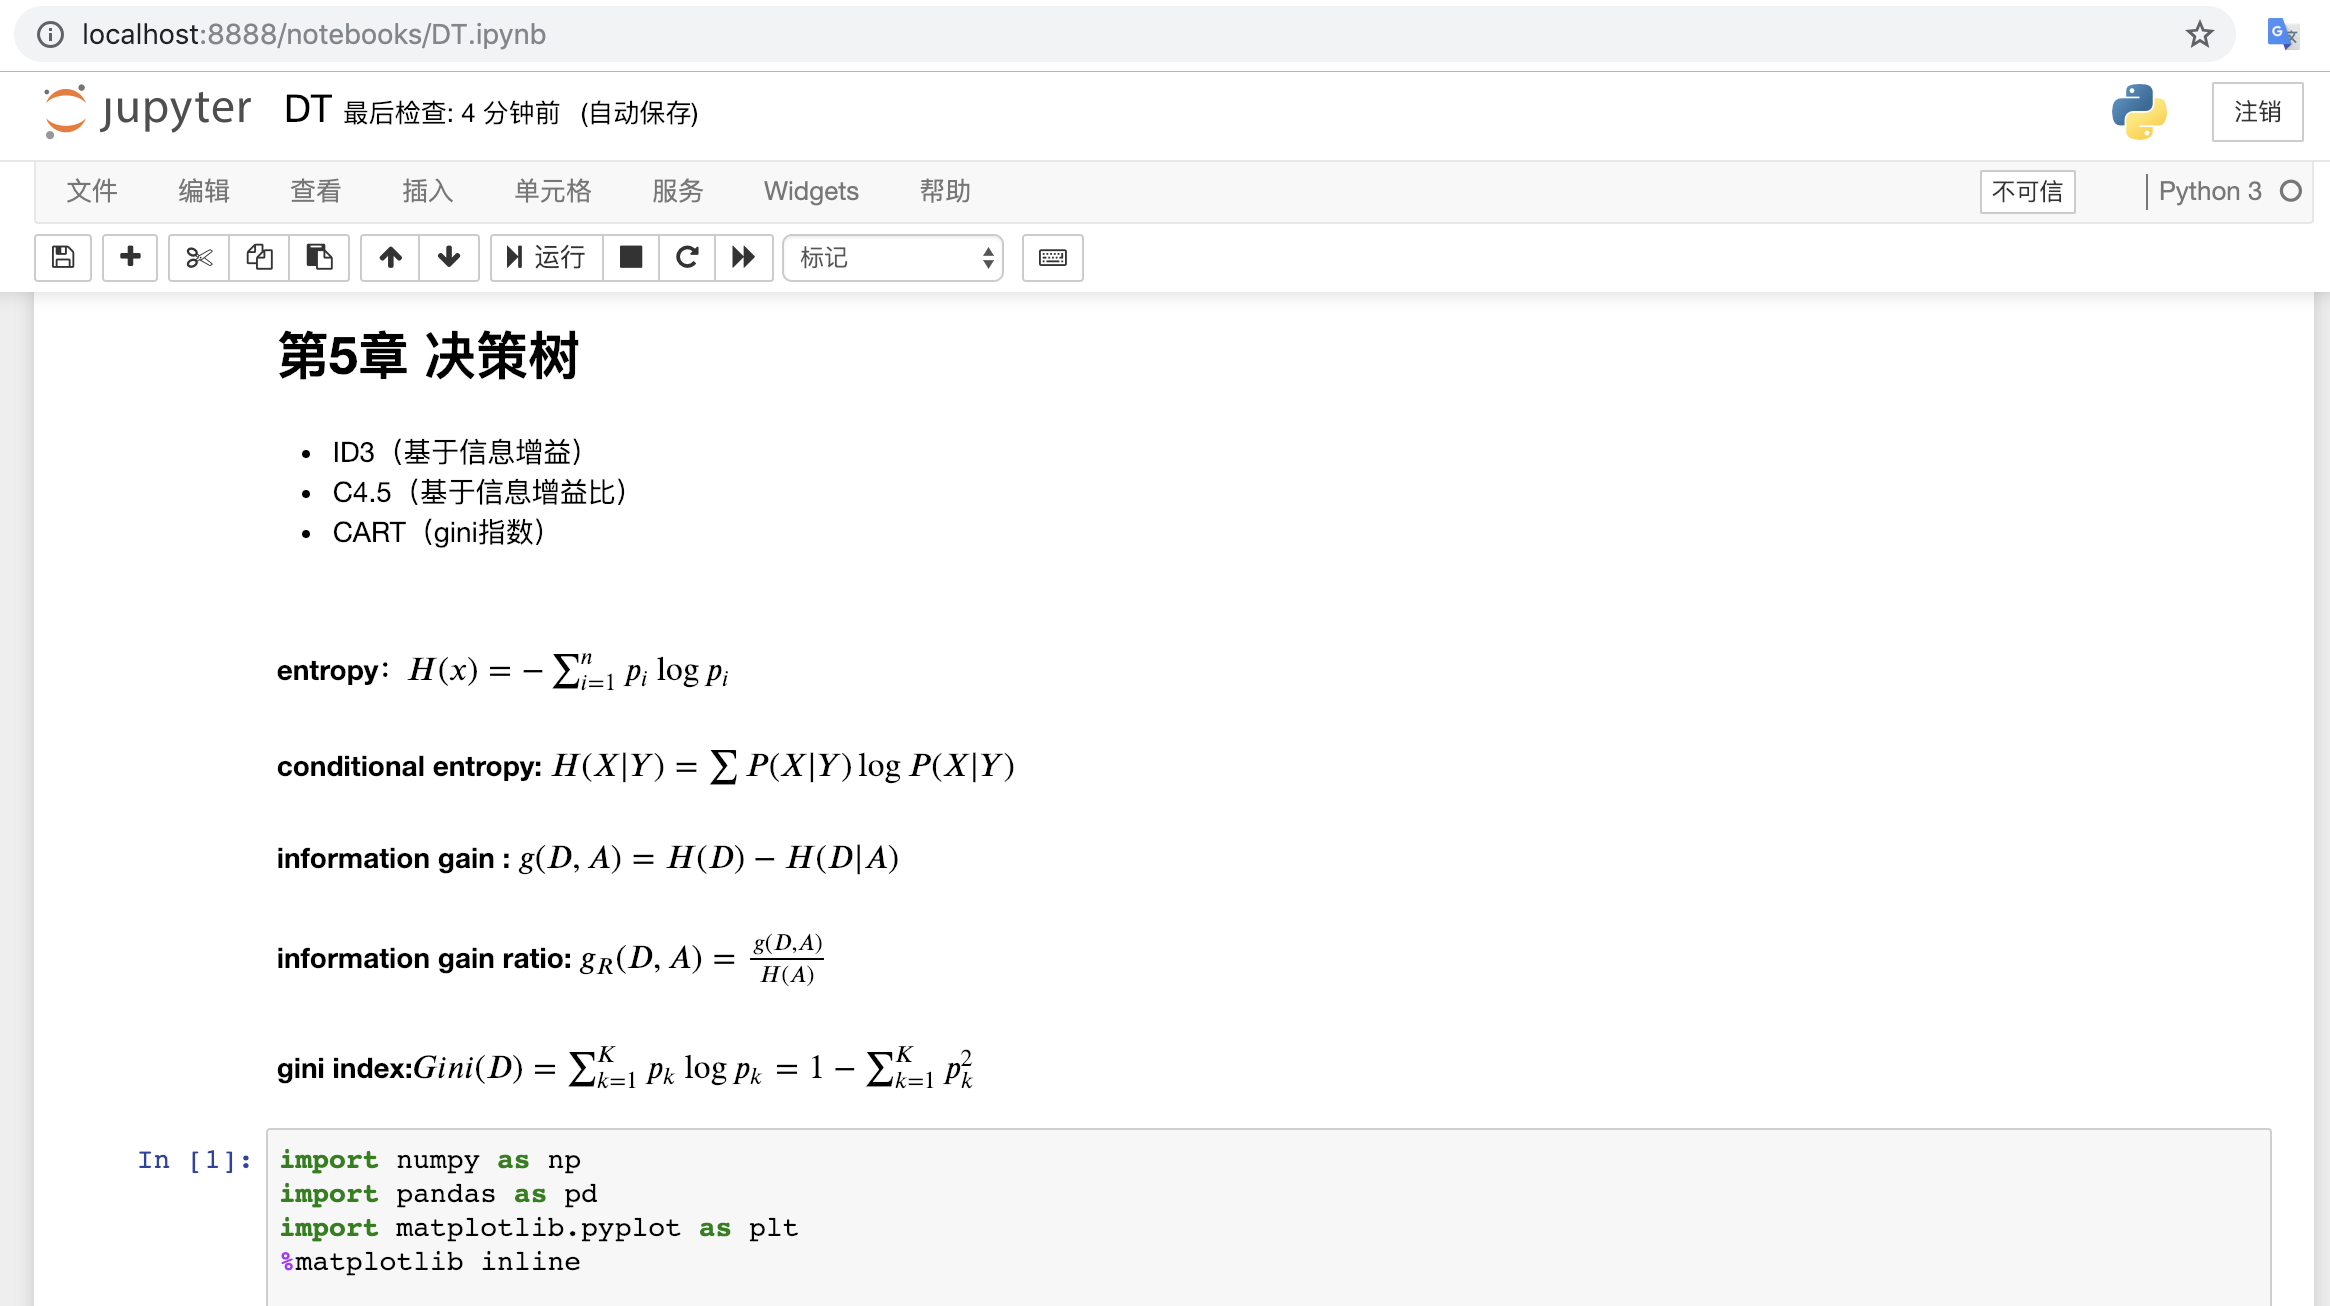 localhost:8888/notebooks/DT.ipynb
jupyter DT 最后检查: 4 分钟前 (自动保存)
注销
文件 编辑 查看 插入 单元格 服务 Widgets 帮助 不可信 Python 3
运行 标记
第5章 决策树
• ID3（基于信息增益）
• C4.5（基于信息增益比）
• CART（gini指数）
entropy： H(x) = − ∑_{i=1}^{n} p_i log p_i
conditional entropy: H(X|Y) = ∑ P(X|Y) log P(X|Y)
information gain : g(D, A) = H(D) − H(D|A)
information gain ratio: g_R(D, A) = \frac{g(D,A)}{H(A)}
gini index:Gini(D) = ∑_{k=1}^{K} p_k log p_k = 1 − ∑_{k=1}^{K} p_k^2
In [1]: import numpy as np
import pandas as pd
import matplotlib.pyplot as plt
%matplotlib inline